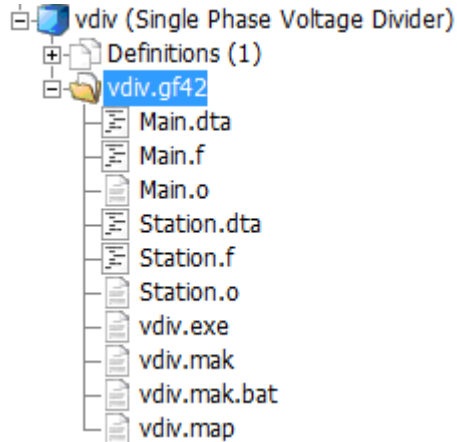 vdiv (Single Phase Voltage Divider)
Definitions (1)
vdiv.gf42
Main.dta
Main.f
Main.o
Station.dta
Station.f
Station.o
vdiv.exe
vdiv.mak
vdiv.mak.bat
vdiv.map